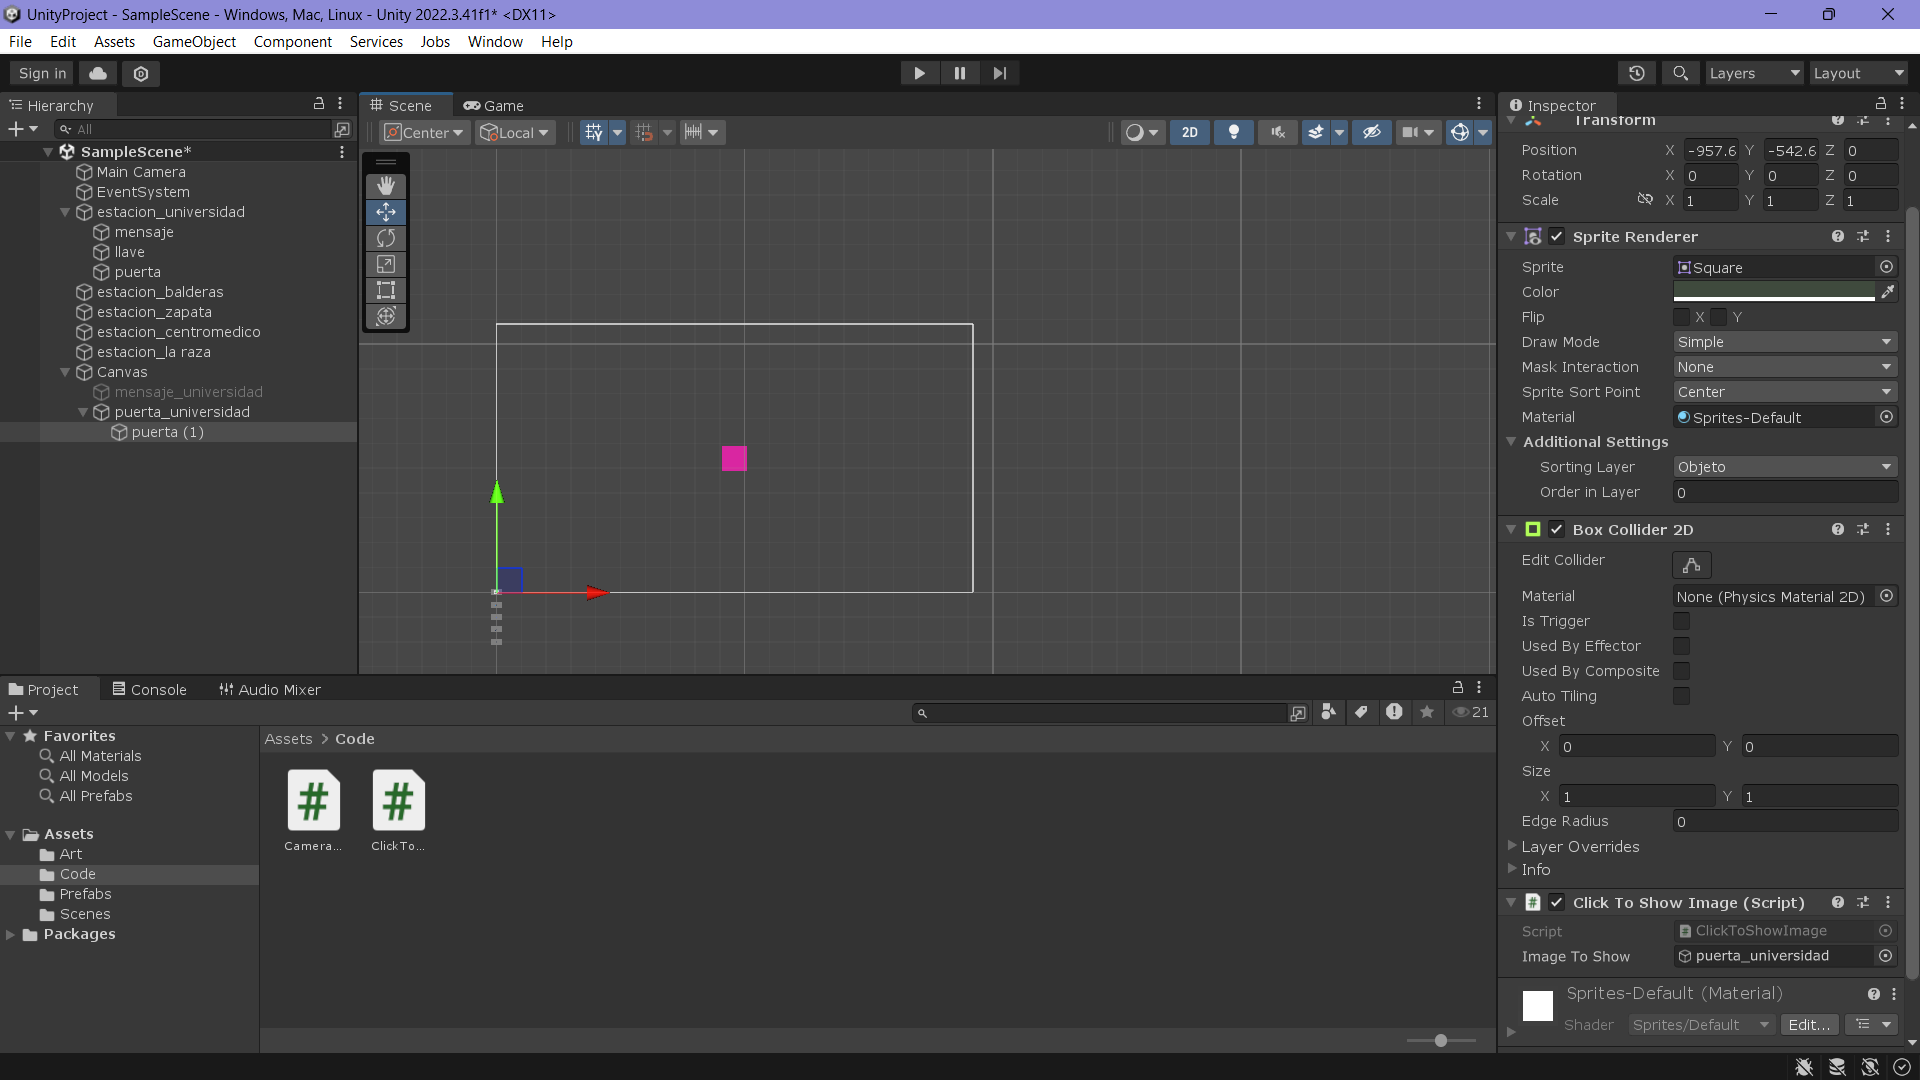 UnityProject - SampleScene - Windows, Mac, Linux - Unity 2022.3.41f1* <DX11>
File Edit Assets GameObject Component Services Jobs Window Help
Sign in
Layers
Layout
Hierarchy
All
SampleScene*
Main Camera
EventSystem
estacion_universidad
mensaje
llave
puerta
estacion_balderas
estacion_zapata
estacion_centromedico
estacion_la raza
Canvas
mensaje_universidad
puerta_universidad
puerta (1)
Scene
Game
Center
Local
2D
Inspector
Transform
Position X -957.6 Y -542.6 Z 0
Rotation X 0 Y 0 Z 0
Scale X 1 Y 1 Z 1
Sprite Renderer
Sprite Square
Color
Flip X Y
Draw Mode Simple
Mask Interaction None
Sprite Sort Point Center
Material Sprites-Default
Additional Settings
Sorting Layer Objeto
Order in Layer 0
Box Collider 2D
Edit Collider
Material None (Physics Material 2D)
Is Trigger
Used By Effector
Used By Composite
Auto Tiling
Offset
X 0 Y 0
Size
X 1 Y 1
Edge Radius 0
Layer Overrides
Info
Click To Show Image (Script)
Script ClickToShowImage
Image To Show puerta_universidad
Sprites-Default (Material)
Shader Sprites/Default Edit...
Project
Console
Audio Mixer
21
Favorites
All Materials
All Models
All Prefabs
Assets
Art
Code
Prefabs
Scenes
Packages
Assets > Code
Camera...
ClickTo...